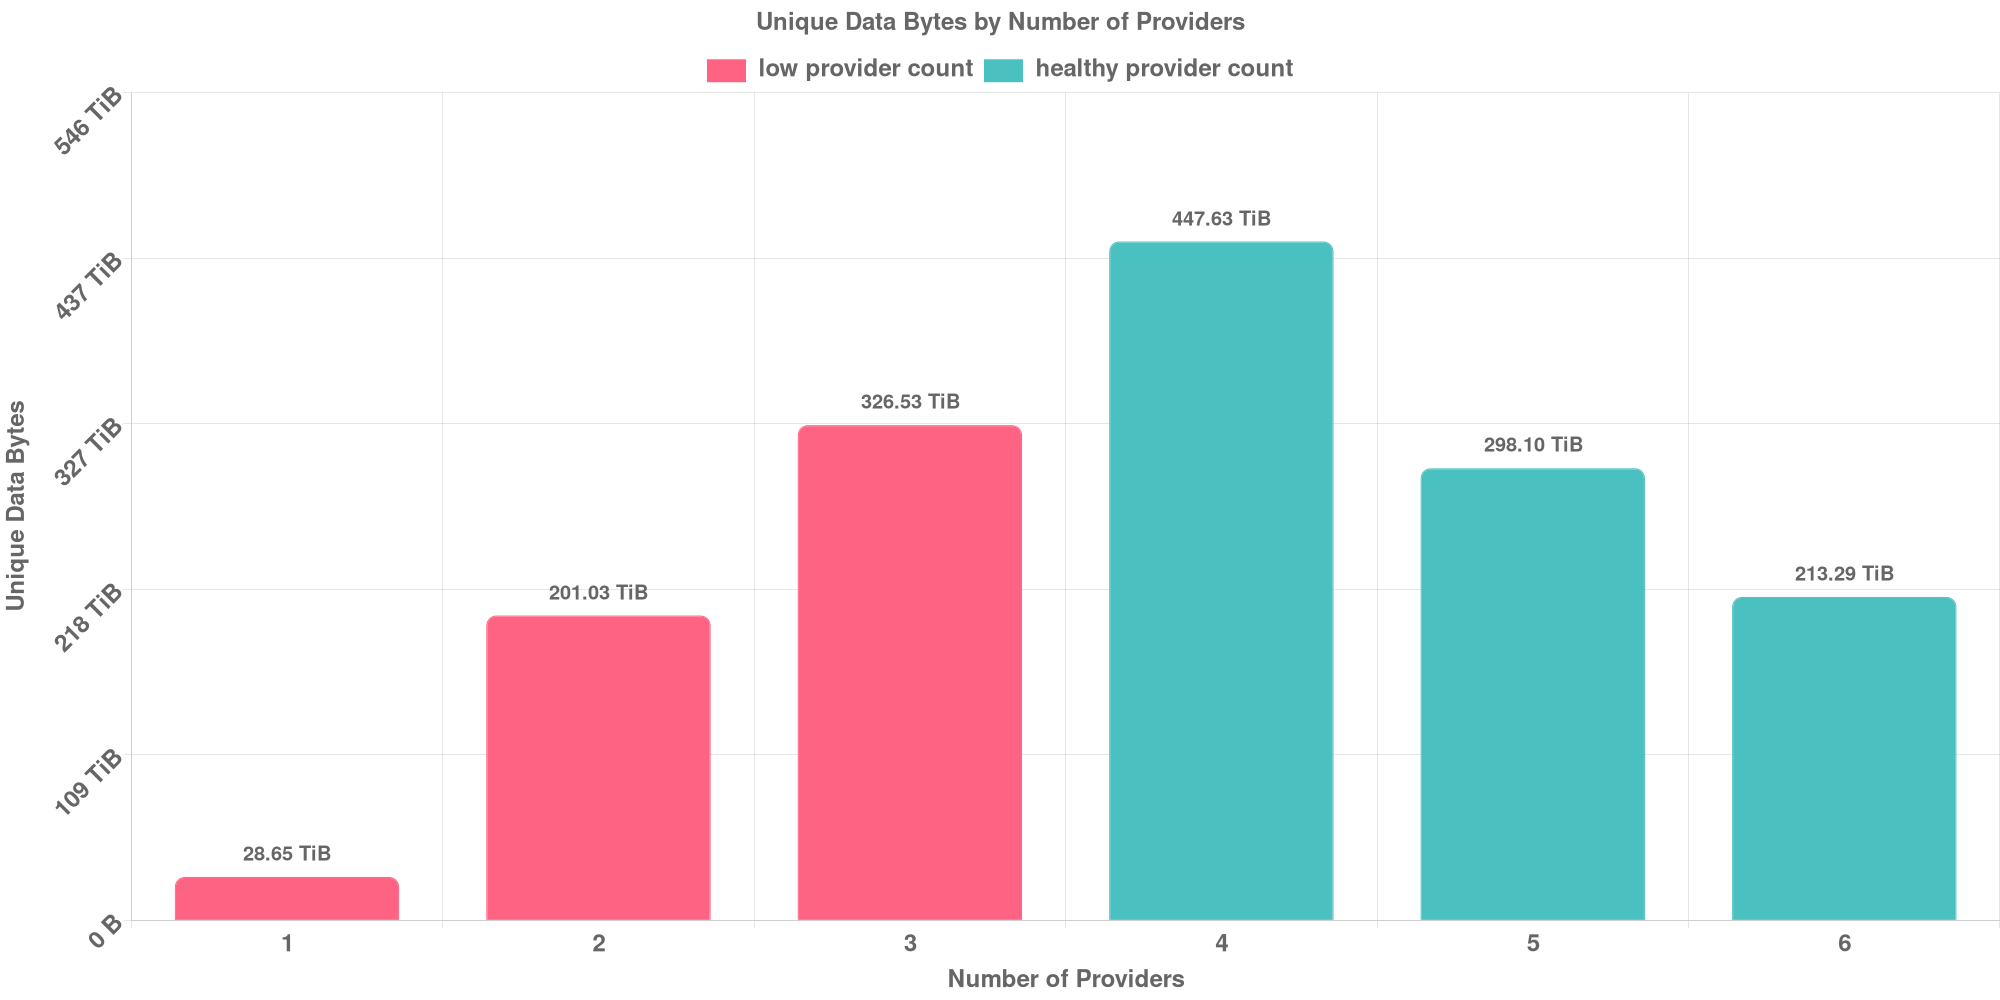 Unique Data Bytes by Number of Providers
low provider count
healthy provider count
Unique Data Bytes
546 TiB
437 TiB
327 TiB
218 TiB
109 TiB
0 B
28.65 TiB
201.03 TiB
326.53 TiB
447.63 TiB
298.10 TiB
213.29 TiB
1
2
3
4
5
6
Number of Providers